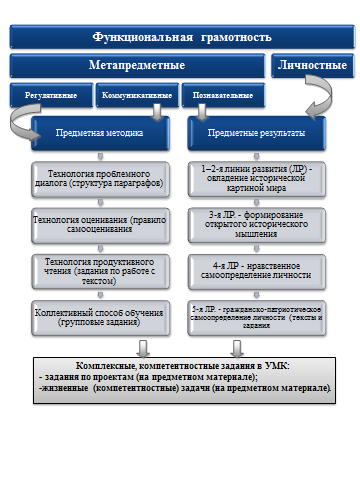 Функциональная грамотность
Метапредметные
Личностные
Регулятивные
Коммуникативные
Познавательные
Предметная методика
Предметные результаты
Технология проблемного
диалога (структура параграфов)
1–2-я линии развития (ЛР) -
овладение исторической
картиной мира
Технология оценивания (правило
самооценивания
3-я ЛР. - формирование
открытого исторического
мышления
Технология продуктивного
чтения (задания по работе с
текстом)
4-я ЛР - нравственное
самоопределение личности
Коллективный способ обучения
(групповые задания)
5-я ЛР. - гражданско-патриотическое
самоопределение личности (тексты и
задания
Комплексные, компетентностные задания в УМК:
- задания по проектам (на предметном материале);
-жизненные (компетентностные) задачи (на предметном материале).